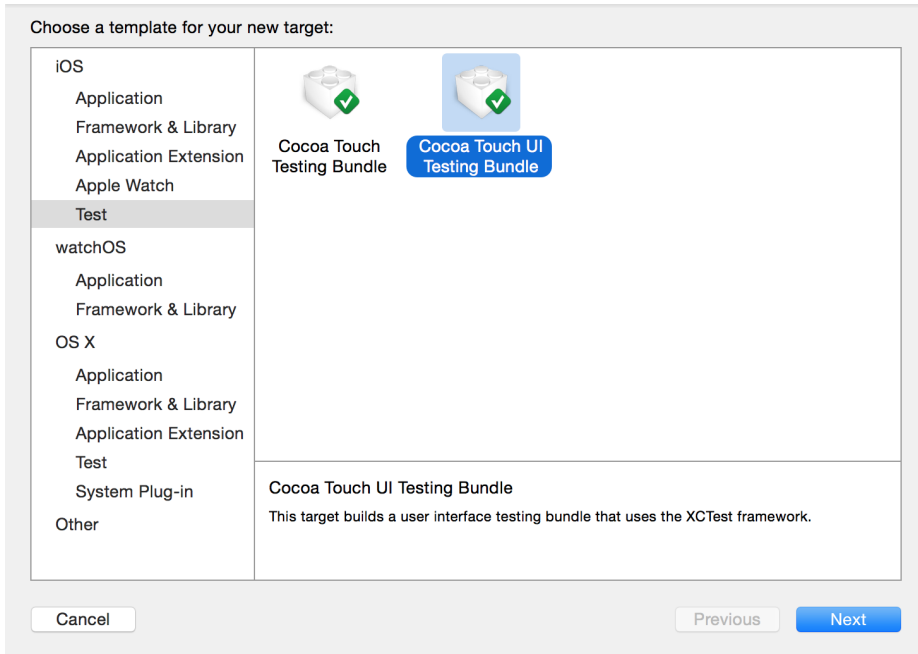 Choose a template for your new target:
iOS
Application
Framework & Library
Application Extension
Apple Watch
Test
watchOS
Application
Framework & Library
OS X
Application
Framework & Library
Application Extension
Test
System Plug-in
Other
Cocoa Touch
Testing Bundle
Cocoa Touch UI
Testing Bundle
Cocoa Touch UI Testing Bundle
This target builds a user interface testing bundle that uses the XCTest framework.
Cancel
Previous
Next